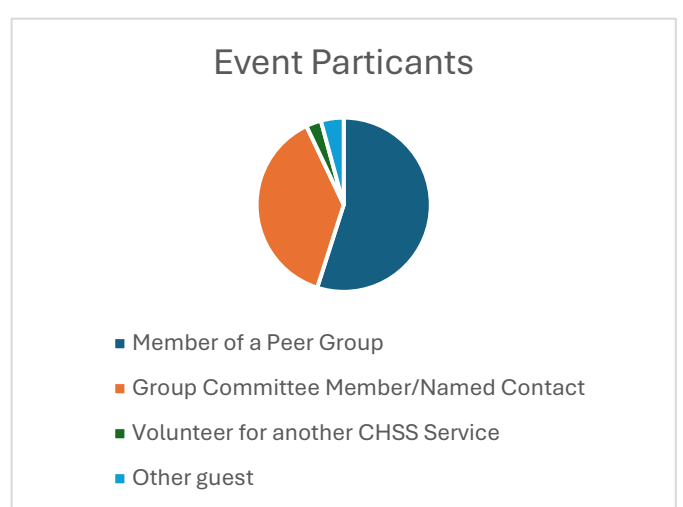 Event Particants
Member of a Peer Group
Group Committee Member/Named Contact
Volunteer for another CHSS Service
Other guest